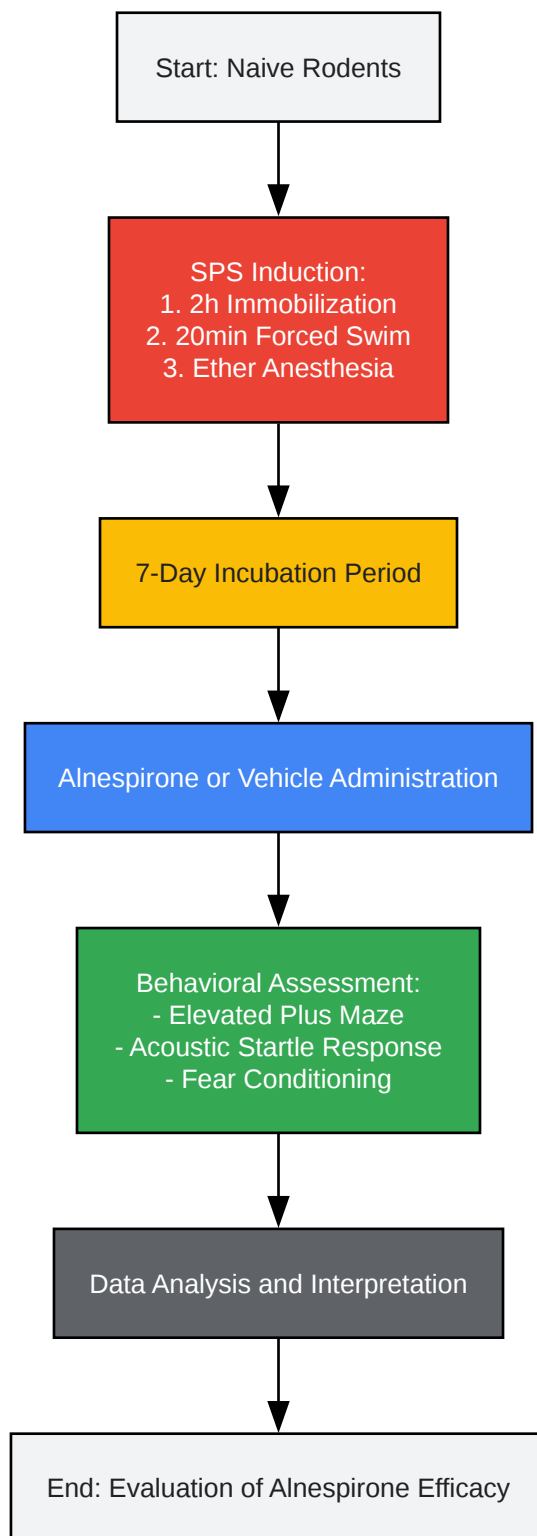 Start: Naive Rodents
SPS Induction:
1. 2h Immobilization
2. 20min Forced Swim
3. Ether Anesthesia
7-Day Incubation Period
Alnespirone or Vehicle Administration
Behavioral Assessment:
- Elevated Plus Maze
- Acoustic Startle Response
- Fear Conditioning
Data Analysis and Interpretation
End: Evaluation of Alnespirone Efficacy